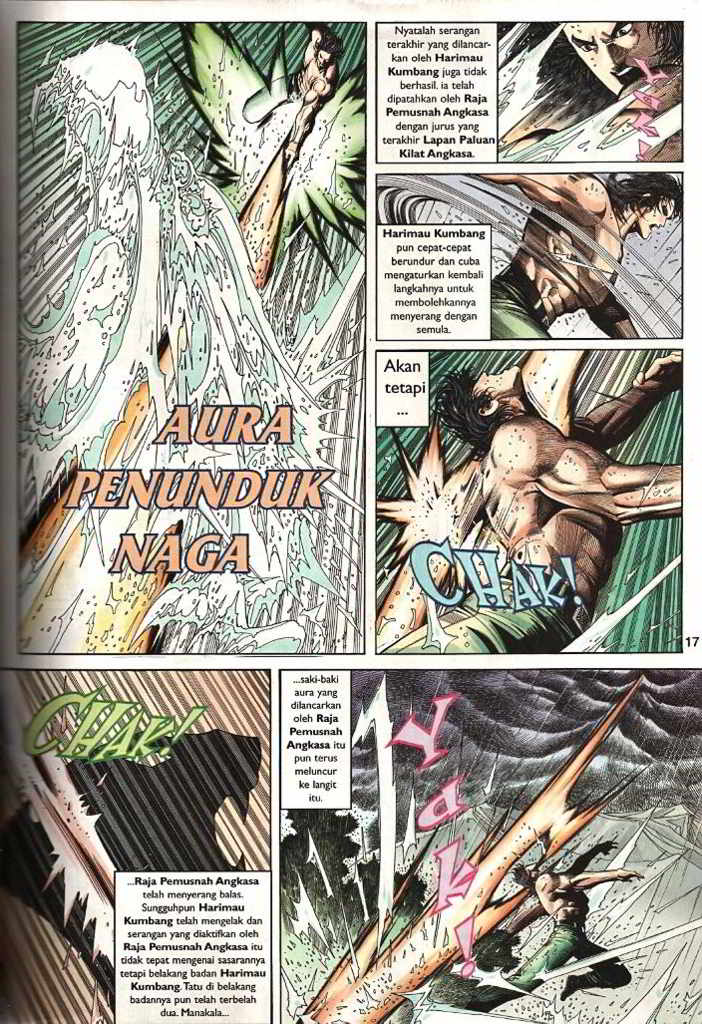 AURA
PENUNDUK
NAGA
Nyatalah serangan
terakhir yang dilancar-
kan oleh Harimau
Kumbang juga tidak
berhasil. ia telah
dipatahkan oleh Raja
Pemusnah Angkasa
dengan jurus yang
terakhir Lapan Paluan
Kilat Angkasa.
Yak!
Harimau Kumbang
pun cepat-cepat
berundur dan cuba
mengaturkan kembali
langkahnya untuk
membolehkannya
menyerang dengan
semula.
Akan
tetapi
...
CHAK!
17
CHAK!
...Raja Pemusnah Angkasa
telah menyerang balas.
Sungguhpun Harimau
Kumbang telah mengelak dan
serangan yang diaktifkan oleh
Raja Pemusnah Angkasa itu
tidak tepat mengenai sasarannya
tetapi belakang badan Harimau
Kumbang. Tatu di belakang
badannya pun telah terbelah
dua. Manakala...
...saki-baki
aura yang
dilancarkan
oleh Raja
Pemusnah
Angkasa itu
pun terus
meluncur
ke langit
itu.
Yak!